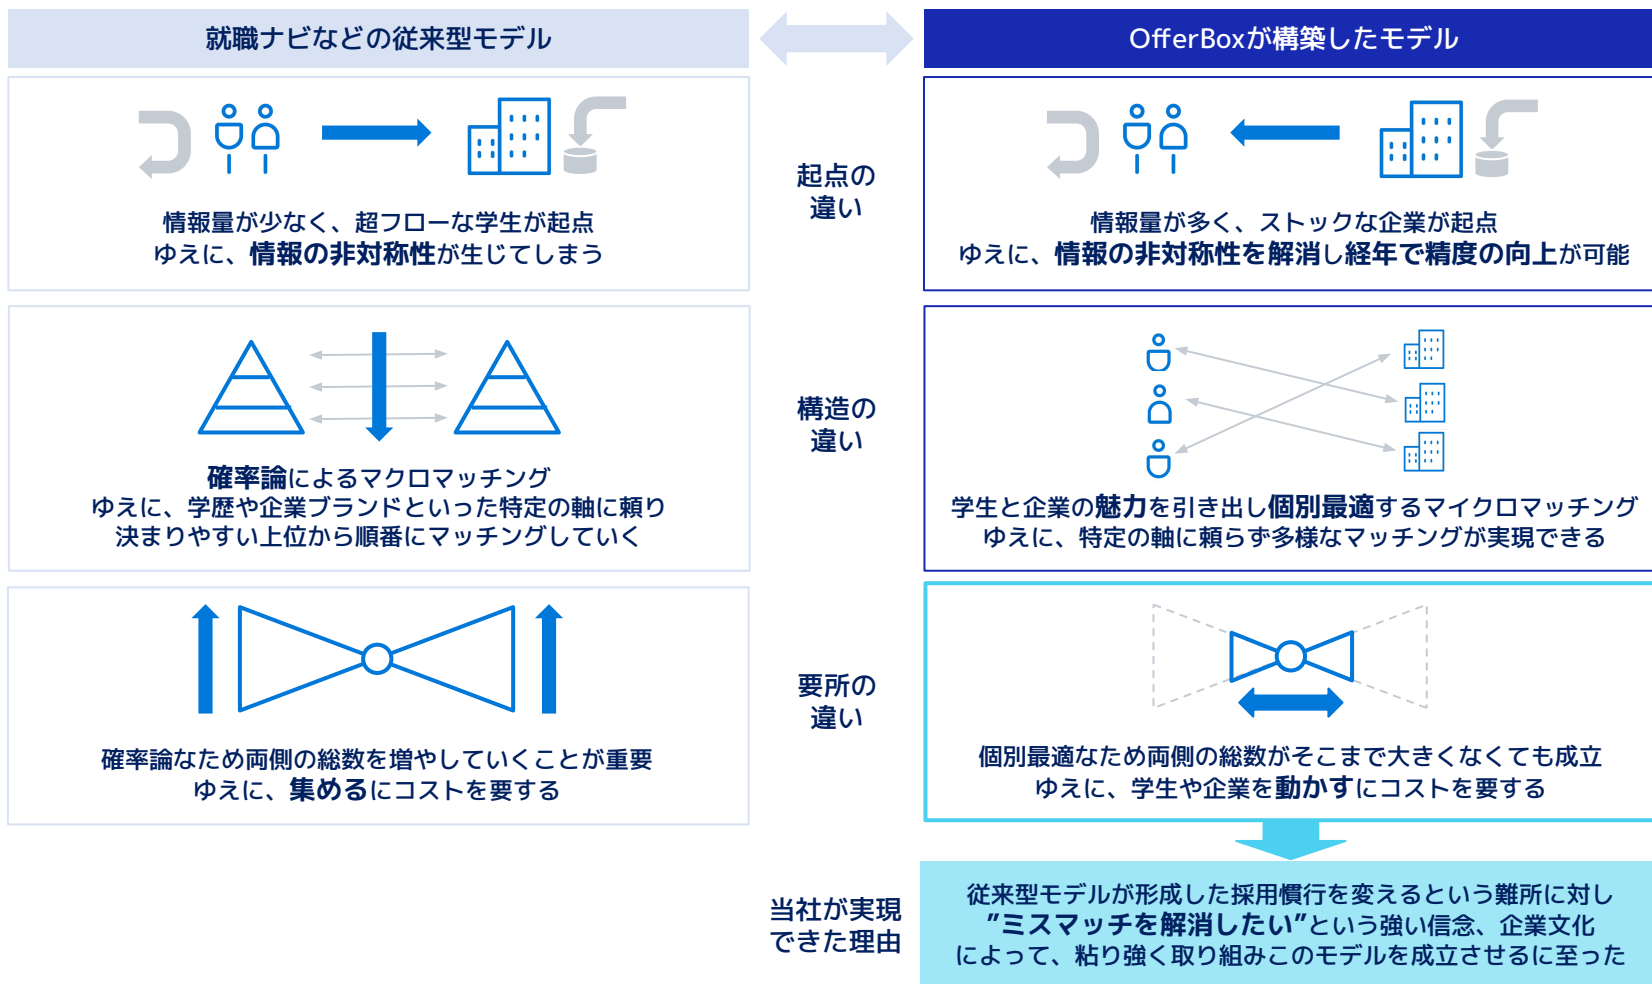 就職ナビなどの従来型モデル
OfferBoxが構築したモデル
情報量が少なく、超フローな学生が起点
ゆえに、情報の非対称性が生じてしまう
起点の
違い
情報量が多く、ストックな企業が起点
ゆえに、情報の非対称性を解消し経年で精度の向上が可能
確率論によるマクロマッチング
ゆえに、学歴や企業ブランドといった特定の軸に頼り
決まりやすい上位から順番にマッチングしていく
構造の
違い
学生と企業の魅力を引き出し個別最適するマイクロマッチング
ゆえに、特定の軸に頼らず多様なマッチングが実現できる
確率論なため両側の総数を増やしていくことが重要
ゆえに、集めるにコストを要する
要所の
違い
個別最適なため両側の総数がそこまで大きくなくても成立
ゆえに、学生や企業を動かすにコストを要する
当社が実現
できた理由
従来型モデルが形成した採用慣行を変えるという難所に対し
”ミスマッチを解消したい”という強い信念、企業文化
によって、粘り強く取り組みこのモデルを成立させるに至った